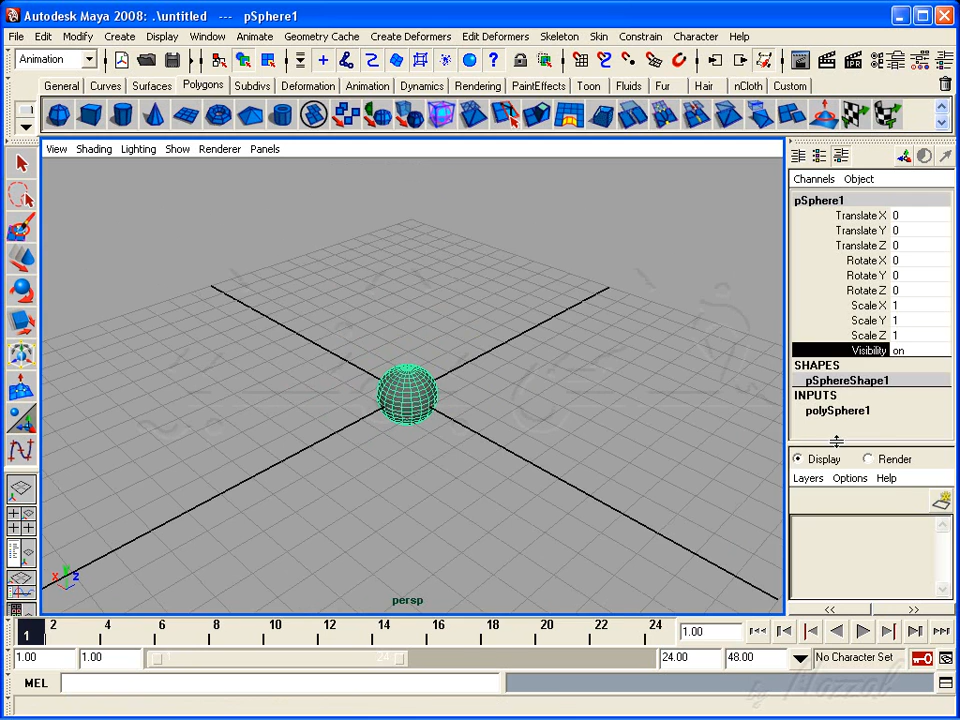 Autodesk Maya 2008: .\untitled --- pSphere1
File Edit Modify Create Display Window Animate Geometry Cache Create Deformers Edit Deformers Skeleton Skin Constrain Character Help
Animation
General Curves Surfaces Polygons Subdivs Deformation Animation Dynamics Rendering PaintEffects Toon Fluids Fur Hair nCloth Custom
View Shading Lighting Show Renderer Panels
Channels Object
pSphere1
Translate X 0
Translate Y 0
Translate Z 0
Rotate X 0
Rotate Y 0
Rotate Z 0
Scale X 1
Scale Y 1
Scale Z 1
Visibility on
SHAPES
pSphereShape1
INPUTS
polySphere1
Display Render
Layers Options Help
x y z
persp
<< >>
1 2 4 6 8 10 12 14 16 18 20 22 24 1.00
1.00 1.00 1 24 24.00 48.00 No Character Set
MEL
by